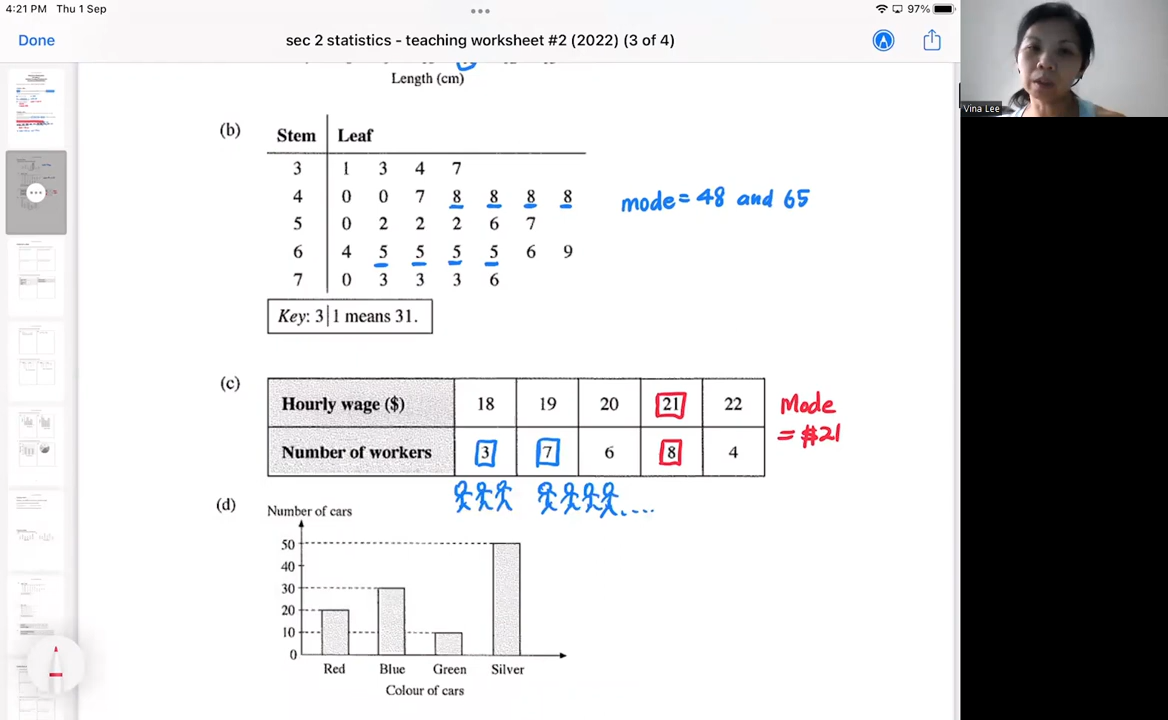 4:21 PM Thu 1 Sep
97%
Done
sec 2 statistics - teaching worksheet #2 (2022) (3 of 4)
Vina Lee
Length (cm)
(b)
Stem Leaf
3 1 3 4 7
4 0 0 7 8 8 8 8
mode = 48 and 65
5 0 2 2 2 6 7
6 4 5 5 5 5 6 9
7 0 3 3 3 6
Key: 3|1 means 31.
(c)
Hourly wage ($) 18 19 20 21 22
Number of workers 3 7 6 8 4
Mode
= $21
(d)
Number of cars
50
40
30
20
10
0
Red Blue Green Silver
Colour of cars